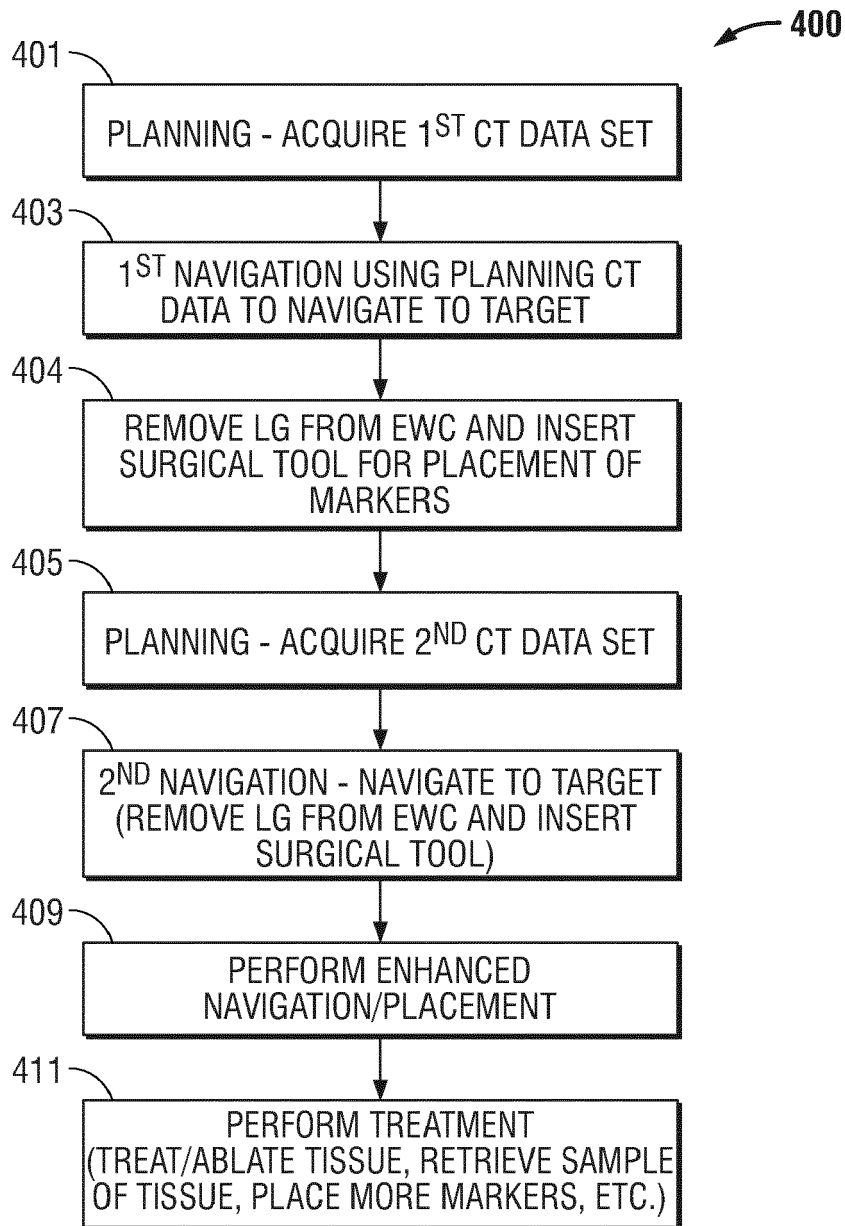 400
401
PLANNING - ACQUIRE 1ST CT DATA SET
403
1ST NAVIGATION USING PLANNING CT
DATA TO NAVIGATE TO TARGET
404
REMOVE LG FROM EWC AND INSERT
SURGICAL TOOL FOR PLACEMENT OF
MARKERS
405
PLANNING - ACQUIRE 2ND CT DATA SET
407
2ND NAVIGATION - NAVIGATE TO TARGET
(REMOVE LG FROM EWC AND INSERT
SURGICAL TOOL)
409
PERFORM ENHANCED
NAVIGATION/PLACEMENT
411
PERFORM TREATMENT
(TREAT/ABLATE TISSUE, RETRIEVE SAMPLE
OF TISSUE, PLACE MORE MARKERS, ETC.)